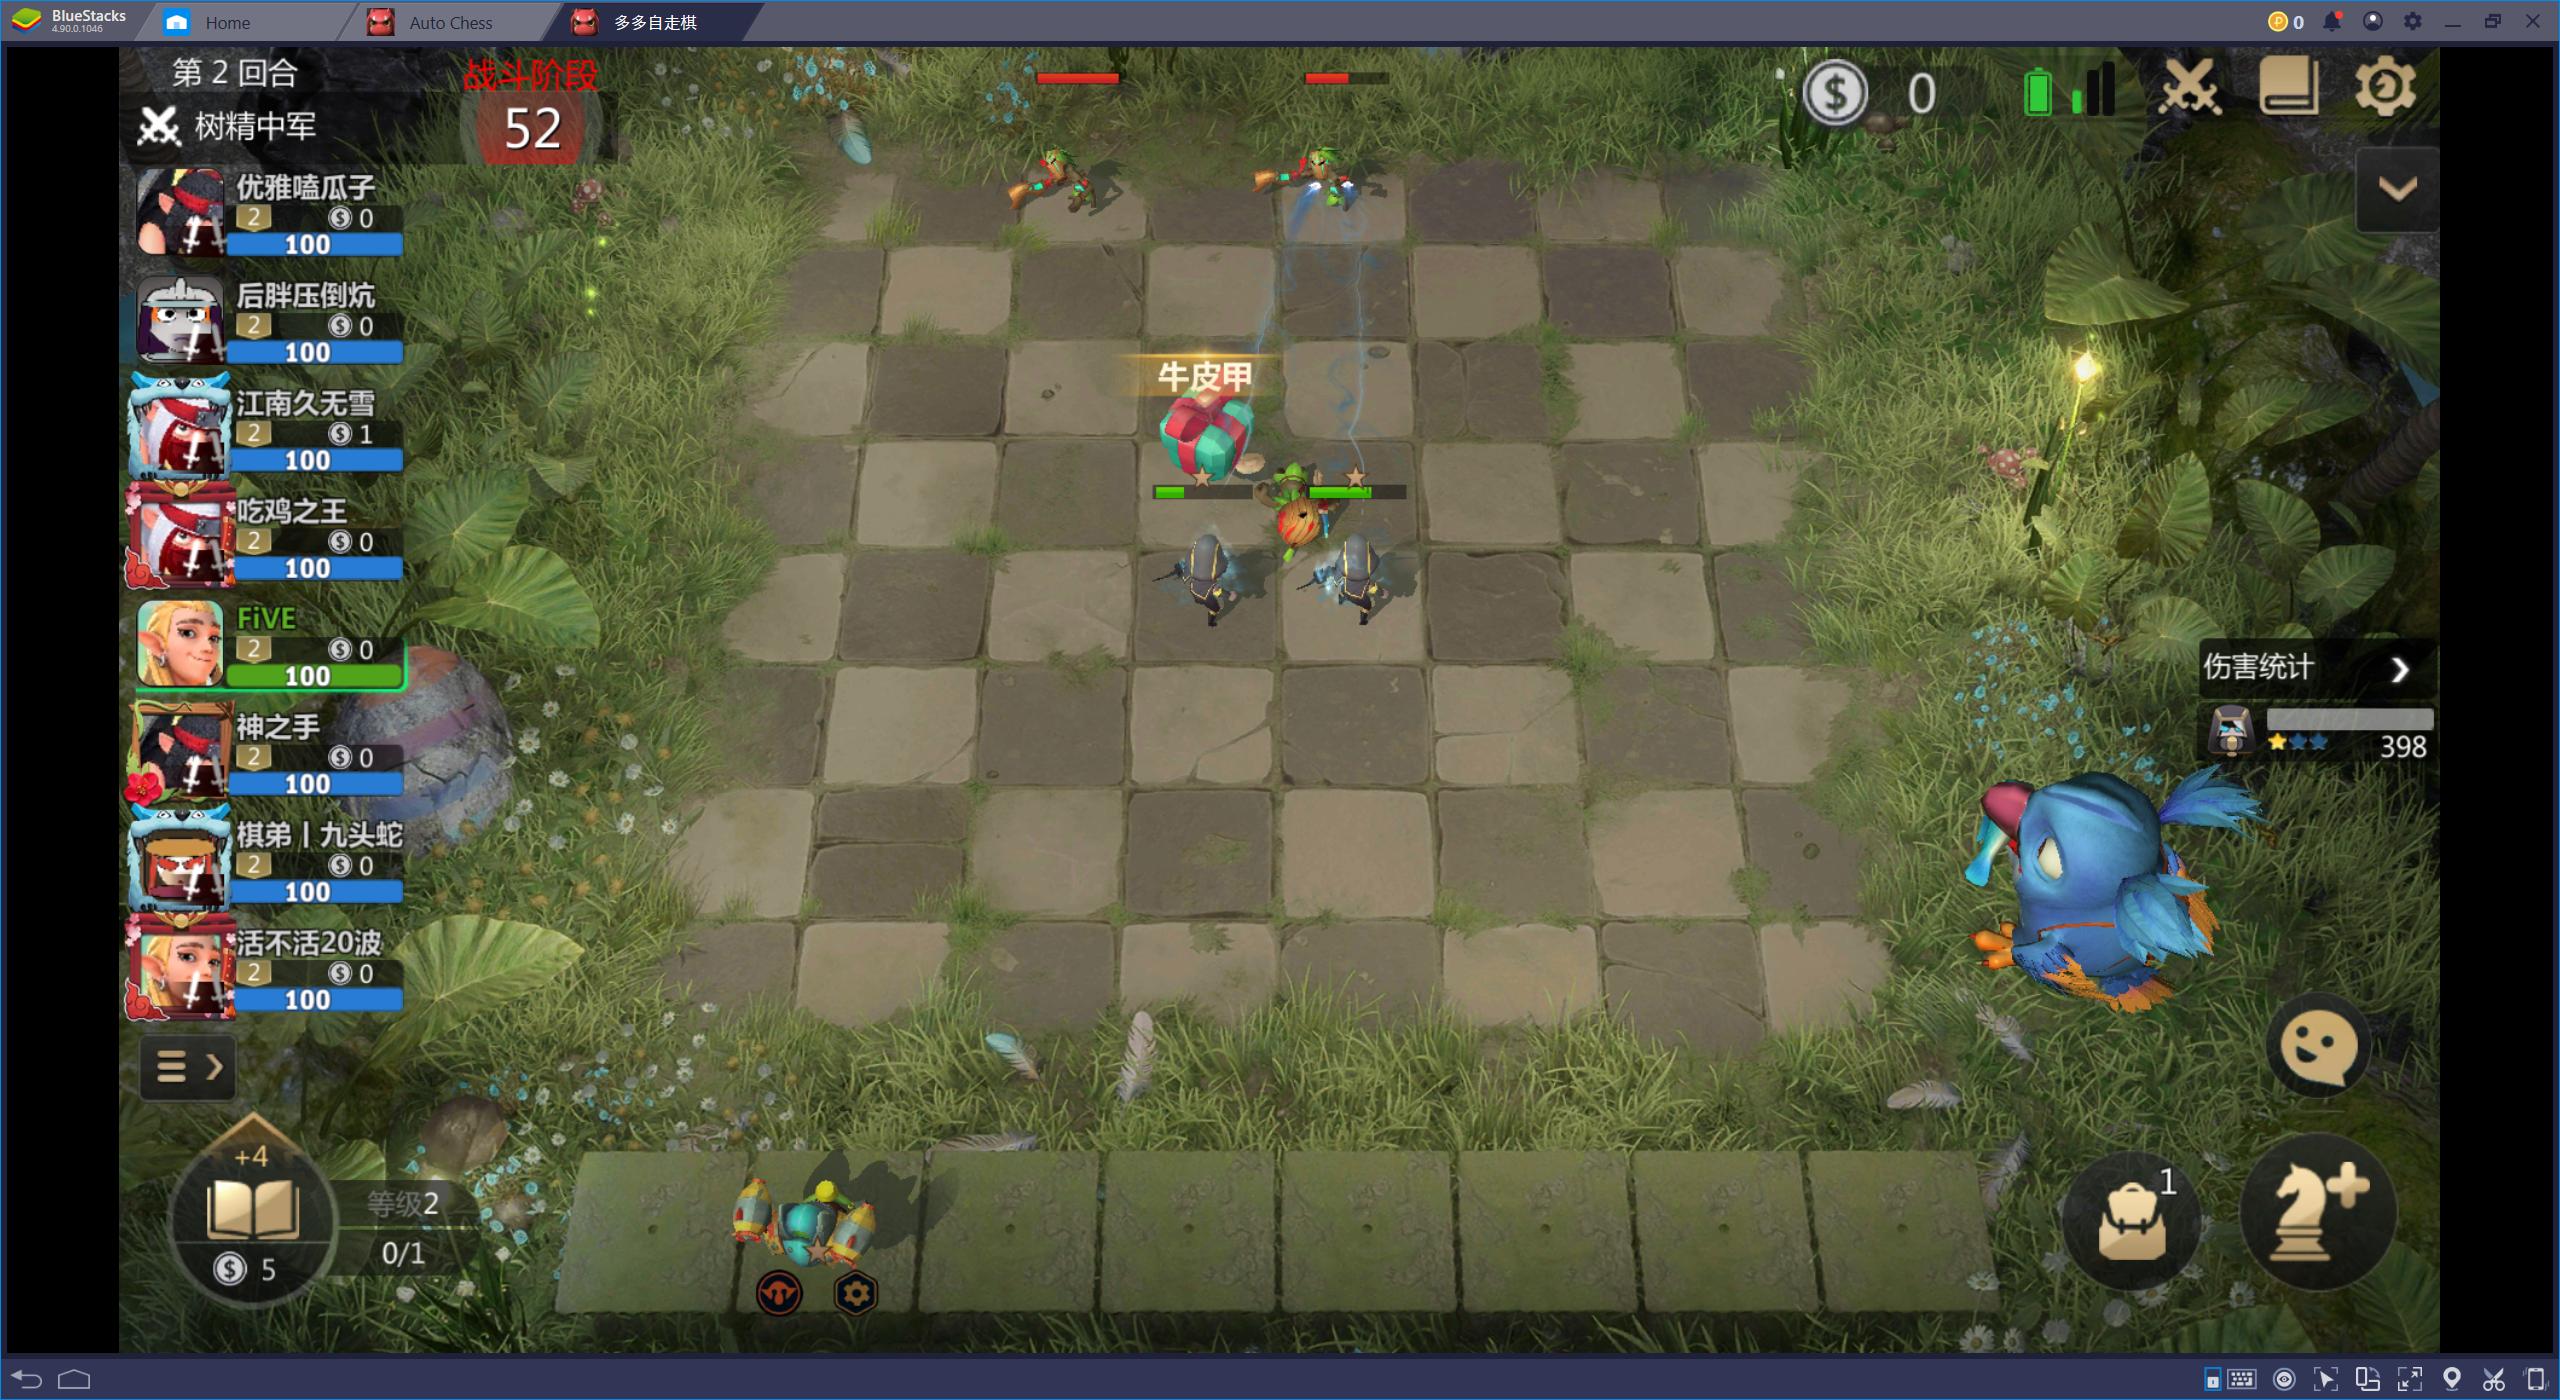 BlueStacks
4.90.0.1046
Home
Auto Chess
多多自走棋
0
第 2 回合
战斗阶段
树精中军
52
0
优雅嗑瓜子
2
0
100
后胖压倒炕
2
0
100
江南久无雪
2
1
100
吃鸡之王
2
0
100
FiVE
2
0
100
神之手
2
0
100
棋弟丨九头蛇
2
0
100
活不活20波
2
0
100
牛皮甲
伤害统计
398
+4
5
等级2
0/1
1